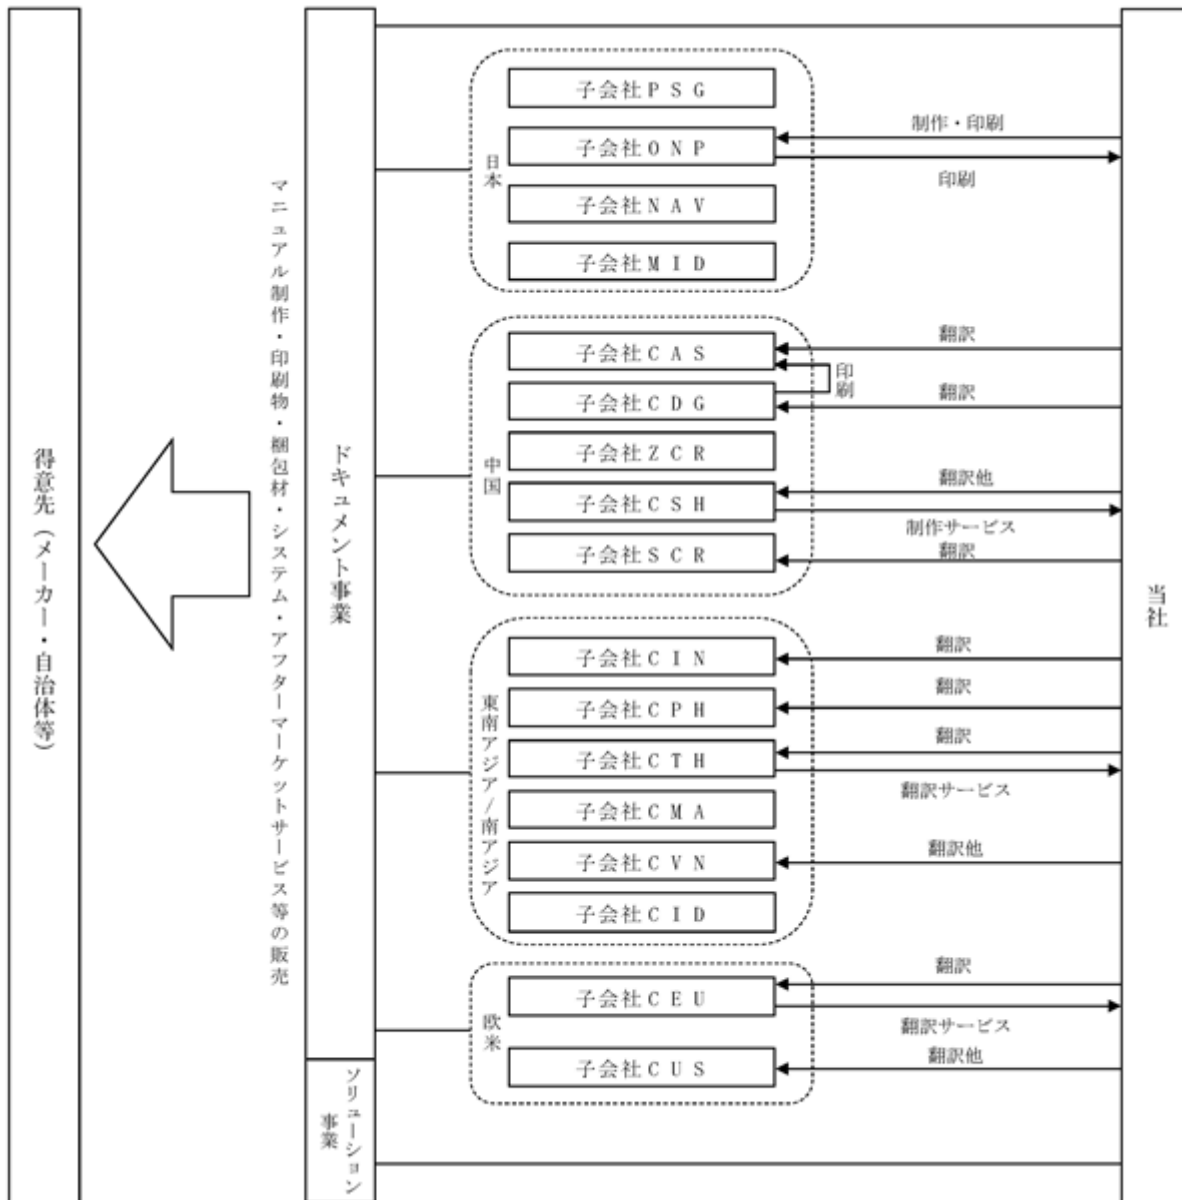 得意先（メーカー・自治体等）
マニュアル制作・印刷物・梱包材・システム・アフターマーケットサービス等の販売
ドキュメント事業
ソリューション
事業
日本
子会社ＰＳＧ
子会社ＯＮＰ
子会社ＮＡＶ
子会社ＭＩＤ
制作・印刷
印刷
中国
子会社ＣＡＳ
子会社ＣＤＧ
子会社ＺＣＲ
子会社ＣＳＨ
子会社ＳＣＲ
印刷
翻訳
翻訳
翻訳他
制作サービス
翻訳
東南アジア/南アジア
子会社ＣＩＮ
子会社ＣＰＨ
子会社ＣＴＨ
子会社ＣＭＡ
子会社ＣＶＮ
子会社ＣＩＤ
翻訳
翻訳
翻訳
翻訳サービス
翻訳他
欧米
子会社ＣＥＵ
子会社ＣＵＳ
翻訳
翻訳サービス
翻訳他
当社